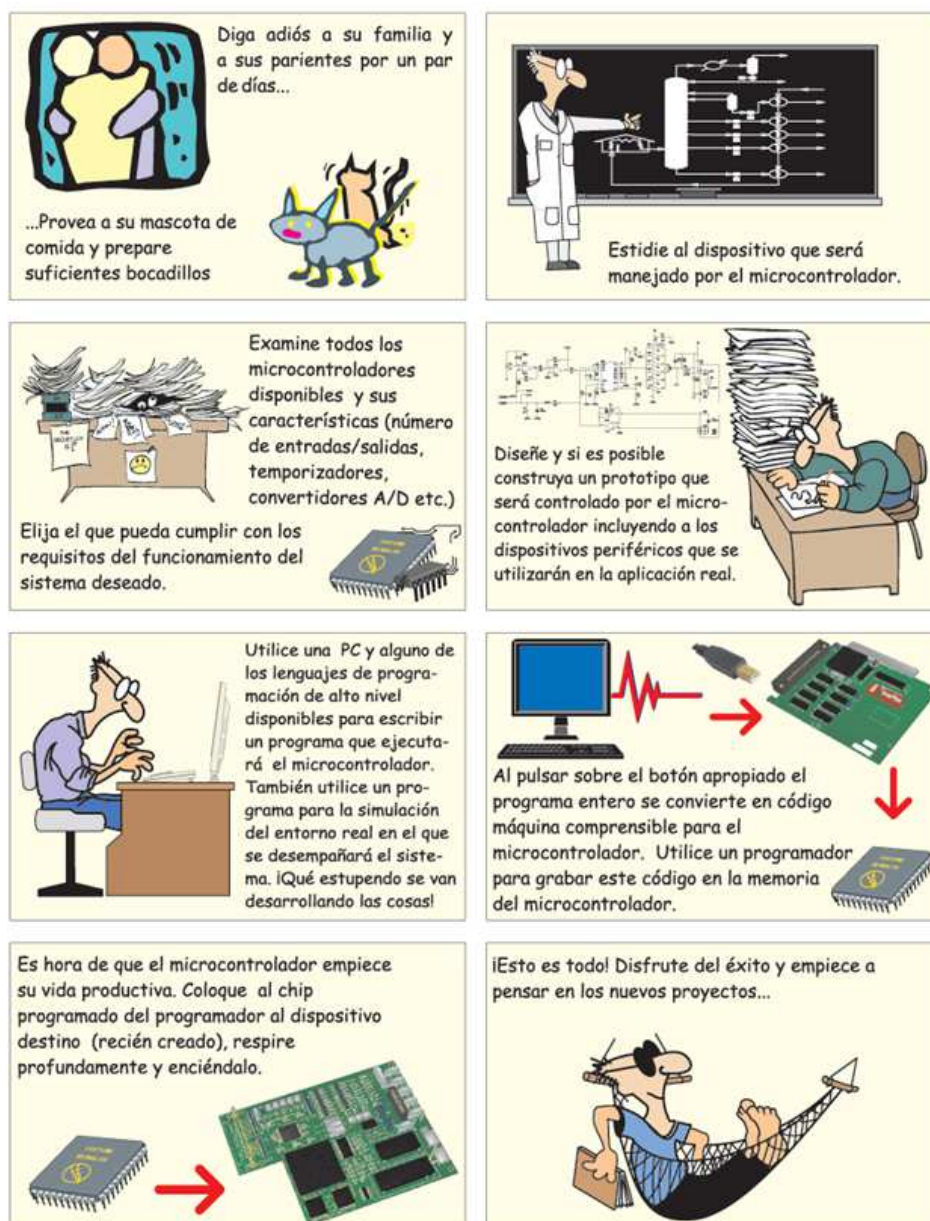 Diga adiós a su familia y
a sus parientes por un par
de días...
...Provea a su mascota de
comida y prepare
suficientes bocadillos
Estidie al dispositivo que será
manejado por el microcontrolador.
Examine todos los
microcontroladores
disponibles y sus
características (número
de entradas/salidas,
temporizadores,
convertidores A/D etc.)
Elija el que pueda cumplir con los
requisitos del funcionamiento del
sistema deseado.
Diseñe y si es posible
construya un prototipo que
será controlado por el micro-
controlador incluyendo a los
dispositivos periféricos que se
utilizarán en la aplicación real.
Utilice una PC y alguno de
los lenguajes de progra-
mación de alto nivel
disponibles para escribir
un programa que ejecuta-
rá el microcontrolador.
También utilice un pro-
grama para la simulación
del entorno real en el que
se desempañará el siste-
ma. ¡Qué estupendo se van
desarrollando las cosas!
Al pulsar sobre el botón apropiado el
programa entero se convierte en código
máquina comprensible para el
microcontrolador. Utilice un programador
para grabar este código en la memoria
del microcontrolador.
Es hora de que el microcontrolador empiece
su vida productiva. Coloque al chip
programado del programador al dispositivo
destino (recién creado), respire
profundamente y enciéndalo.
¡Esto es todo! Disfrute del éxito y empiece a
pensar en los nuevos proyectos...